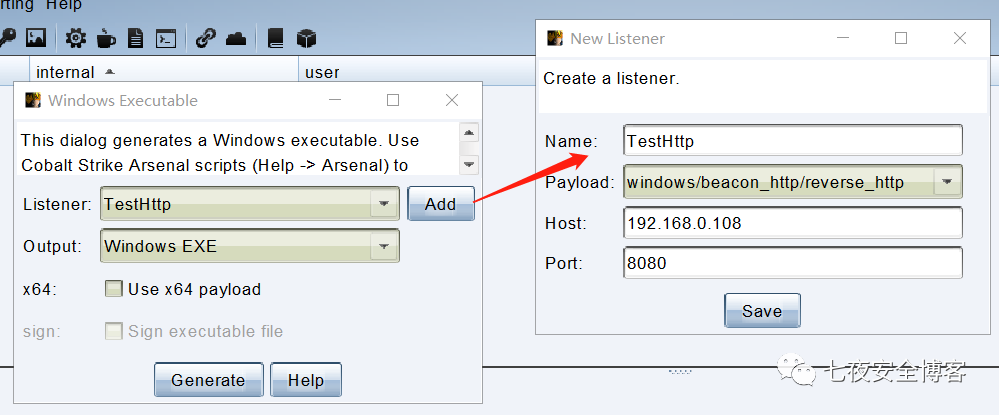 rting Help
internal
user
Windows Executable
This dialog generates a Windows executable. Use
Cobalt Strike Arsenal scripts (Help -> Arsenal) to
Listener: TestHttp Add
Output: Windows EXE
x64: Use x64 payload
sign: Sign executable file
Generate Help
New Listener
Create a listener.
Name: TestHttp
Payload: windows/beacon_http/reverse_http
Host: 192.168.0.108
Port: 8080
Save
七夜安全博客